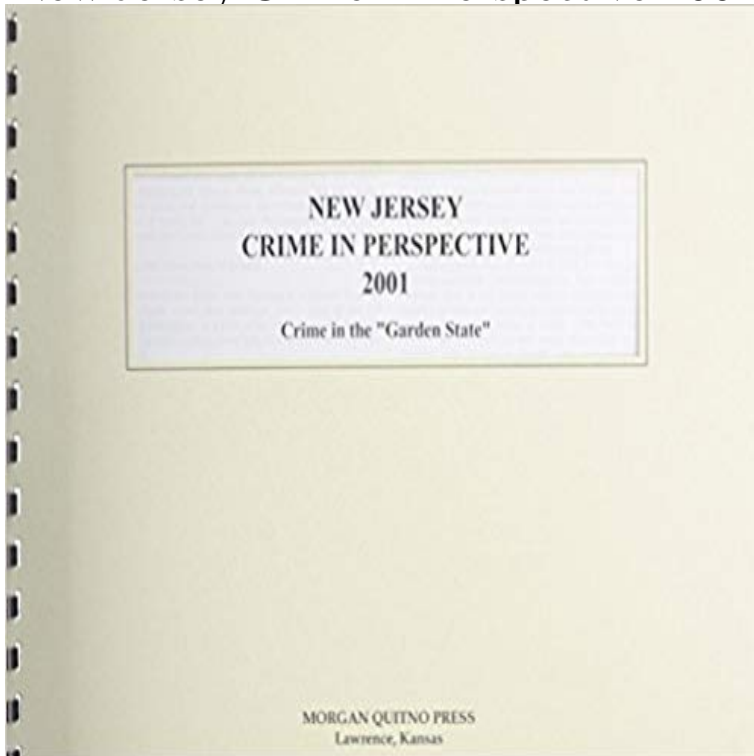 NEW JERSEY
CRIME IN PERSPECTIVE
2001
Crime in the "Garden State"
MORGAN QUITNO PRESS
Lawrence, Kansas